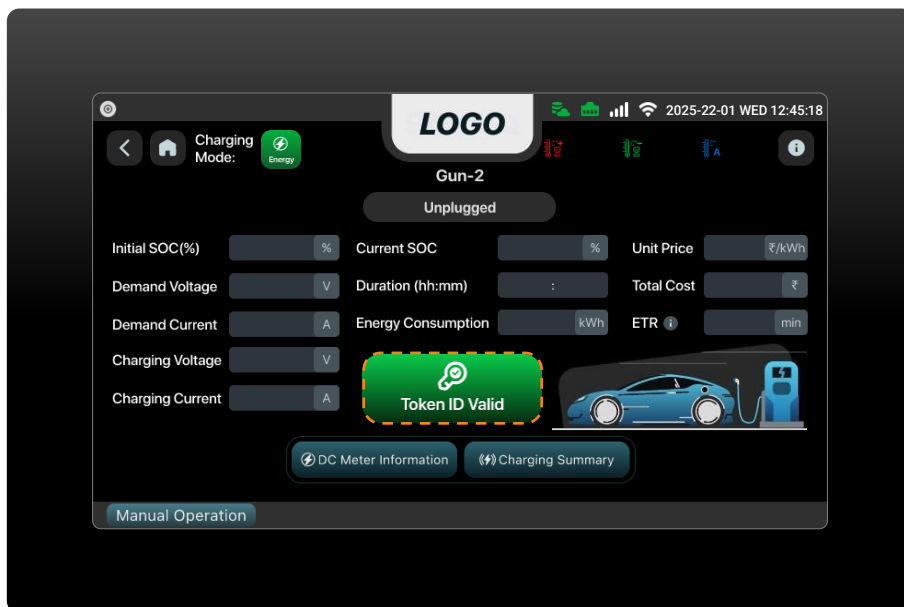 LOGO
2025-22-01 WED 12:45:18
Charging
Mode:
Energy
Gun-2
Unplugged
Initial SOC(%) %
Current SOC %
Unit Price ₹/kWh
Demand Voltage V
Duration (hh:mm) :
Total Cost ₹
Demand Current A
Energy Consumption kWh
ETR i min
Charging Voltage V
Charging Current A
Token ID Valid
DC Meter Information
Charging Summary
Manual Operation